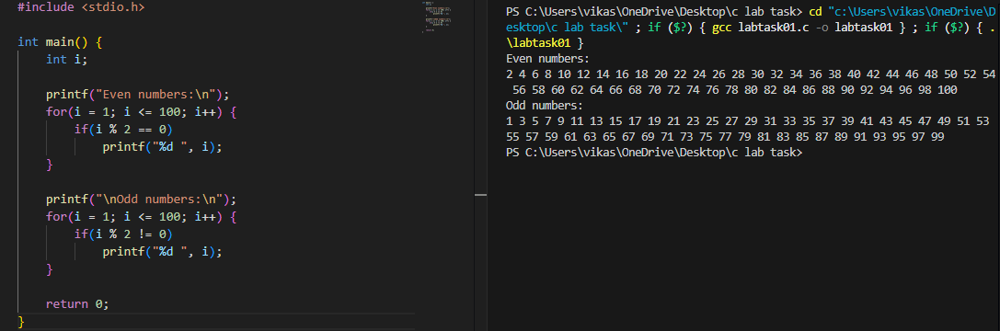 #include <stdio.h>

int main() {
    int i;

    printf("Even numbers:\n");
    for(i = 1; i <= 100; i++) {
        if(i % 2 == 0)
            printf("%d ", i);
    }

    printf("\nOdd numbers:\n");
    for(i = 1; i <= 100; i++) {
        if(i % 2 != 0)
            printf("%d ", i);
    }

    return 0;
}
PS C:\Users\vikas\OneDrive\Desktop\c lab task> cd "c:\Users\vikas\OneDrive\D
esktop\c lab task\" ; if ($?) { gcc labtask01.c -o labtask01 } ; if ($?) { .
\labtask01 }
Even numbers:
2 4 6 8 10 12 14 16 18 20 22 24 26 28 30 32 34 36 38 40 42 44 46 48 50 52 54
 56 58 60 62 64 66 68 70 72 74 76 78 80 82 84 86 88 90 92 94 96 98 100
Odd numbers:
1 3 5 7 9 11 13 15 17 19 21 23 25 27 29 31 33 35 37 39 41 43 45 47 49 51 53
55 57 59 61 63 65 67 69 71 73 75 77 79 81 83 85 87 89 91 93 95 97 99
PS C:\Users\vikas\OneDrive\Desktop\c lab task>